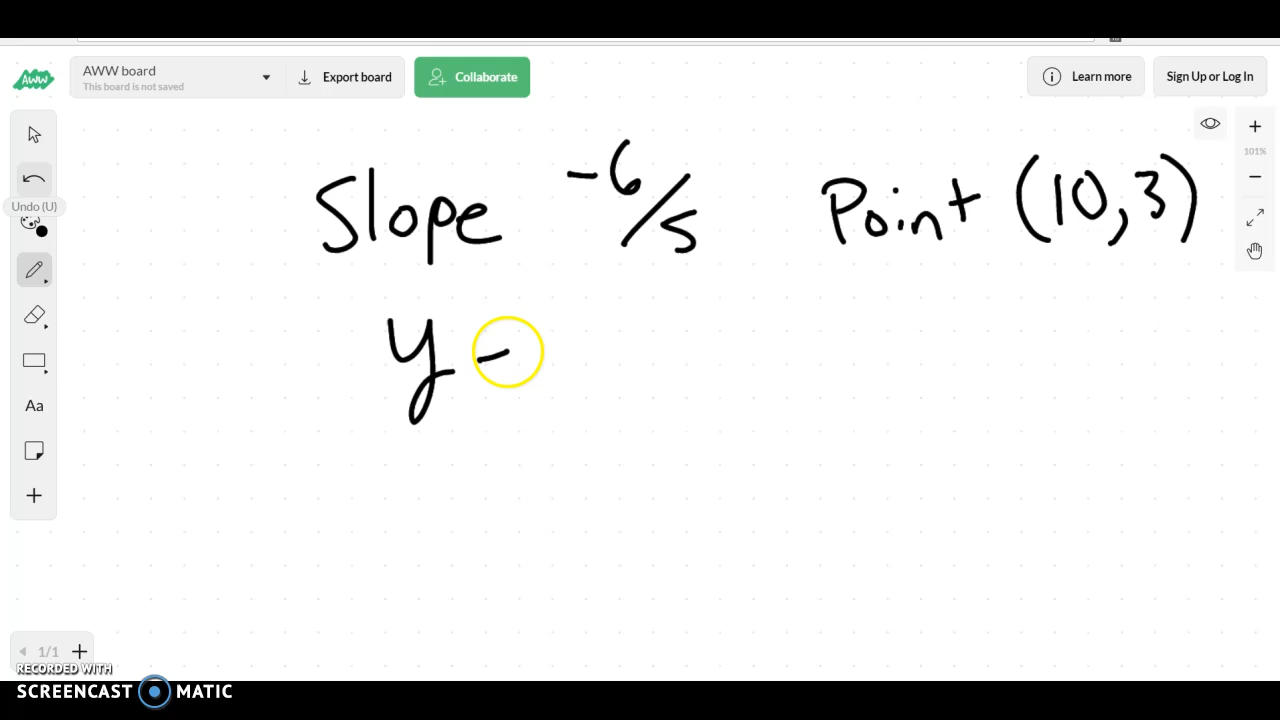 AWW
AWW board
This board is not saved
Export board
Collaborate
Learn more
Sign Up or Log In
101%
Undo (U)
Aa
Slope -6/5 Point (10,3)
y -
1/1
RECORDED WITH
SCREENCAST MATIC